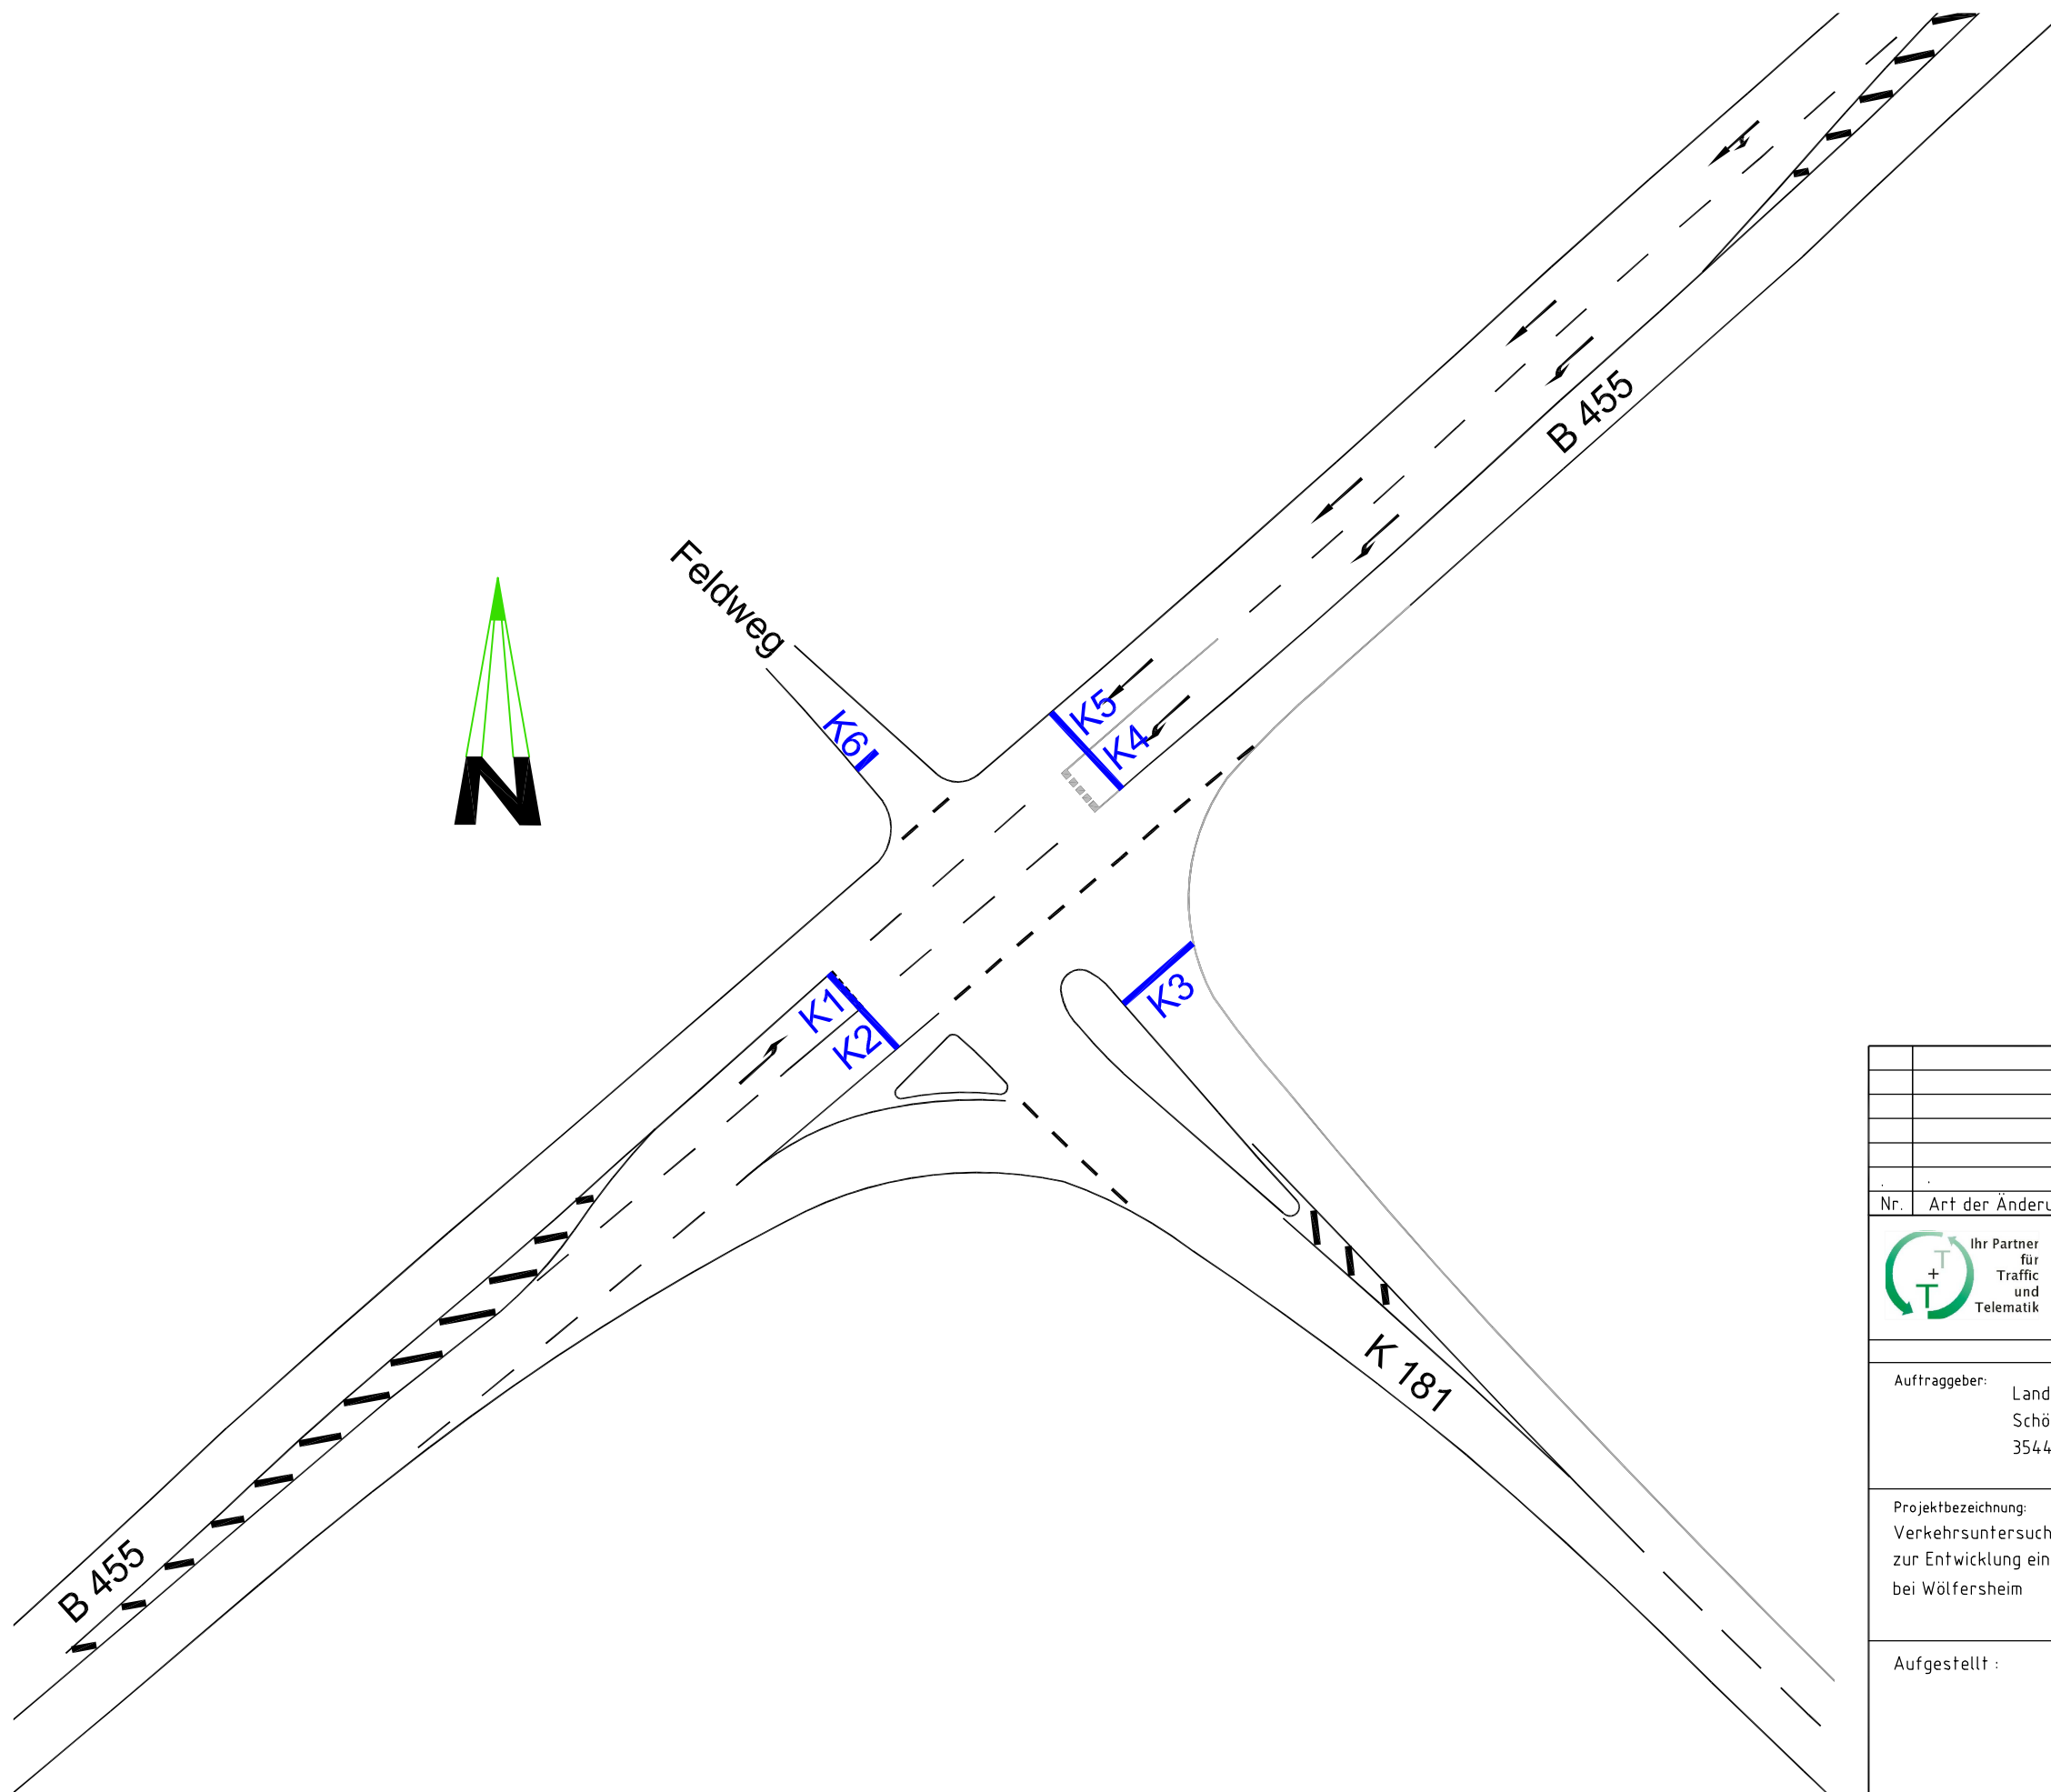 B 455
Feldweg
K5
K4
K6
N
K1
K2
K3
K 181
B 455
. .
Nr. Art der Änderu
T
+
T
Ihr Partner
für
Traffic
und
Telematik
Auftraggeber:
Land
Schö
3544
Projektbezeichnung:
Verkehrsuntersuch
zur Entwicklung ein
bei Wölfersheim
Aufgestellt :